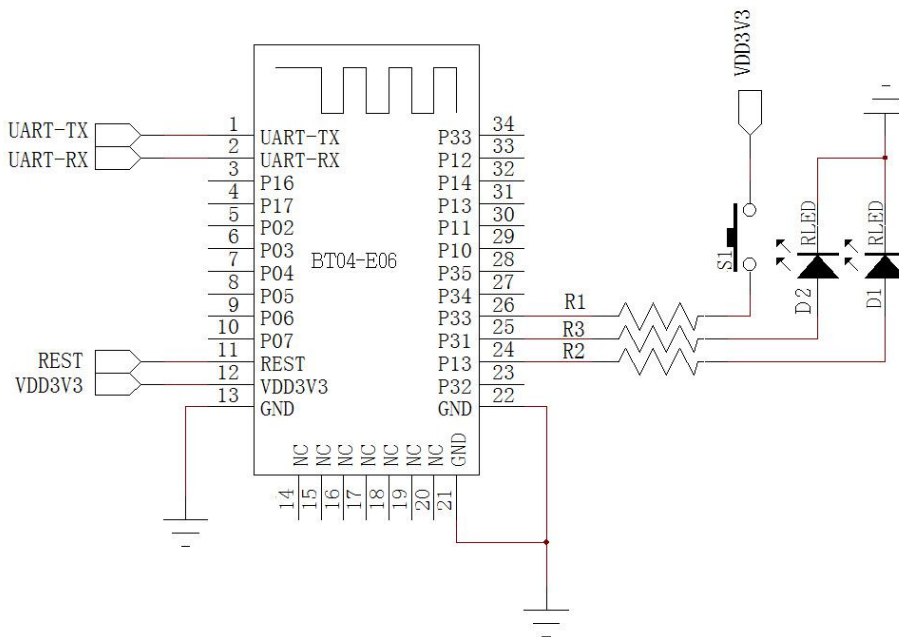 VDD3V3
UART-TX
UART-RX
REST
VDD3V3
1
2
3
4
5
6
7
8
9
10
11
12
13
UART-TX
UART-RX
P16
P17
P02
P03
P04
P05
P06
P07
REST
VDD3V3
GND
BT04-E06
P33
P12
P14
P13
P11
P10
P35
P34
P33
P31
P13
P32
GND
34
33
32
31
30
29
28
27
26
25
24
23
22
NC
NC
NC
NC
NC
NC
NC
GND
14
15
16
17
18
19
20
21
R1
R3
R2
S1
RLED
D2
RLED
D1